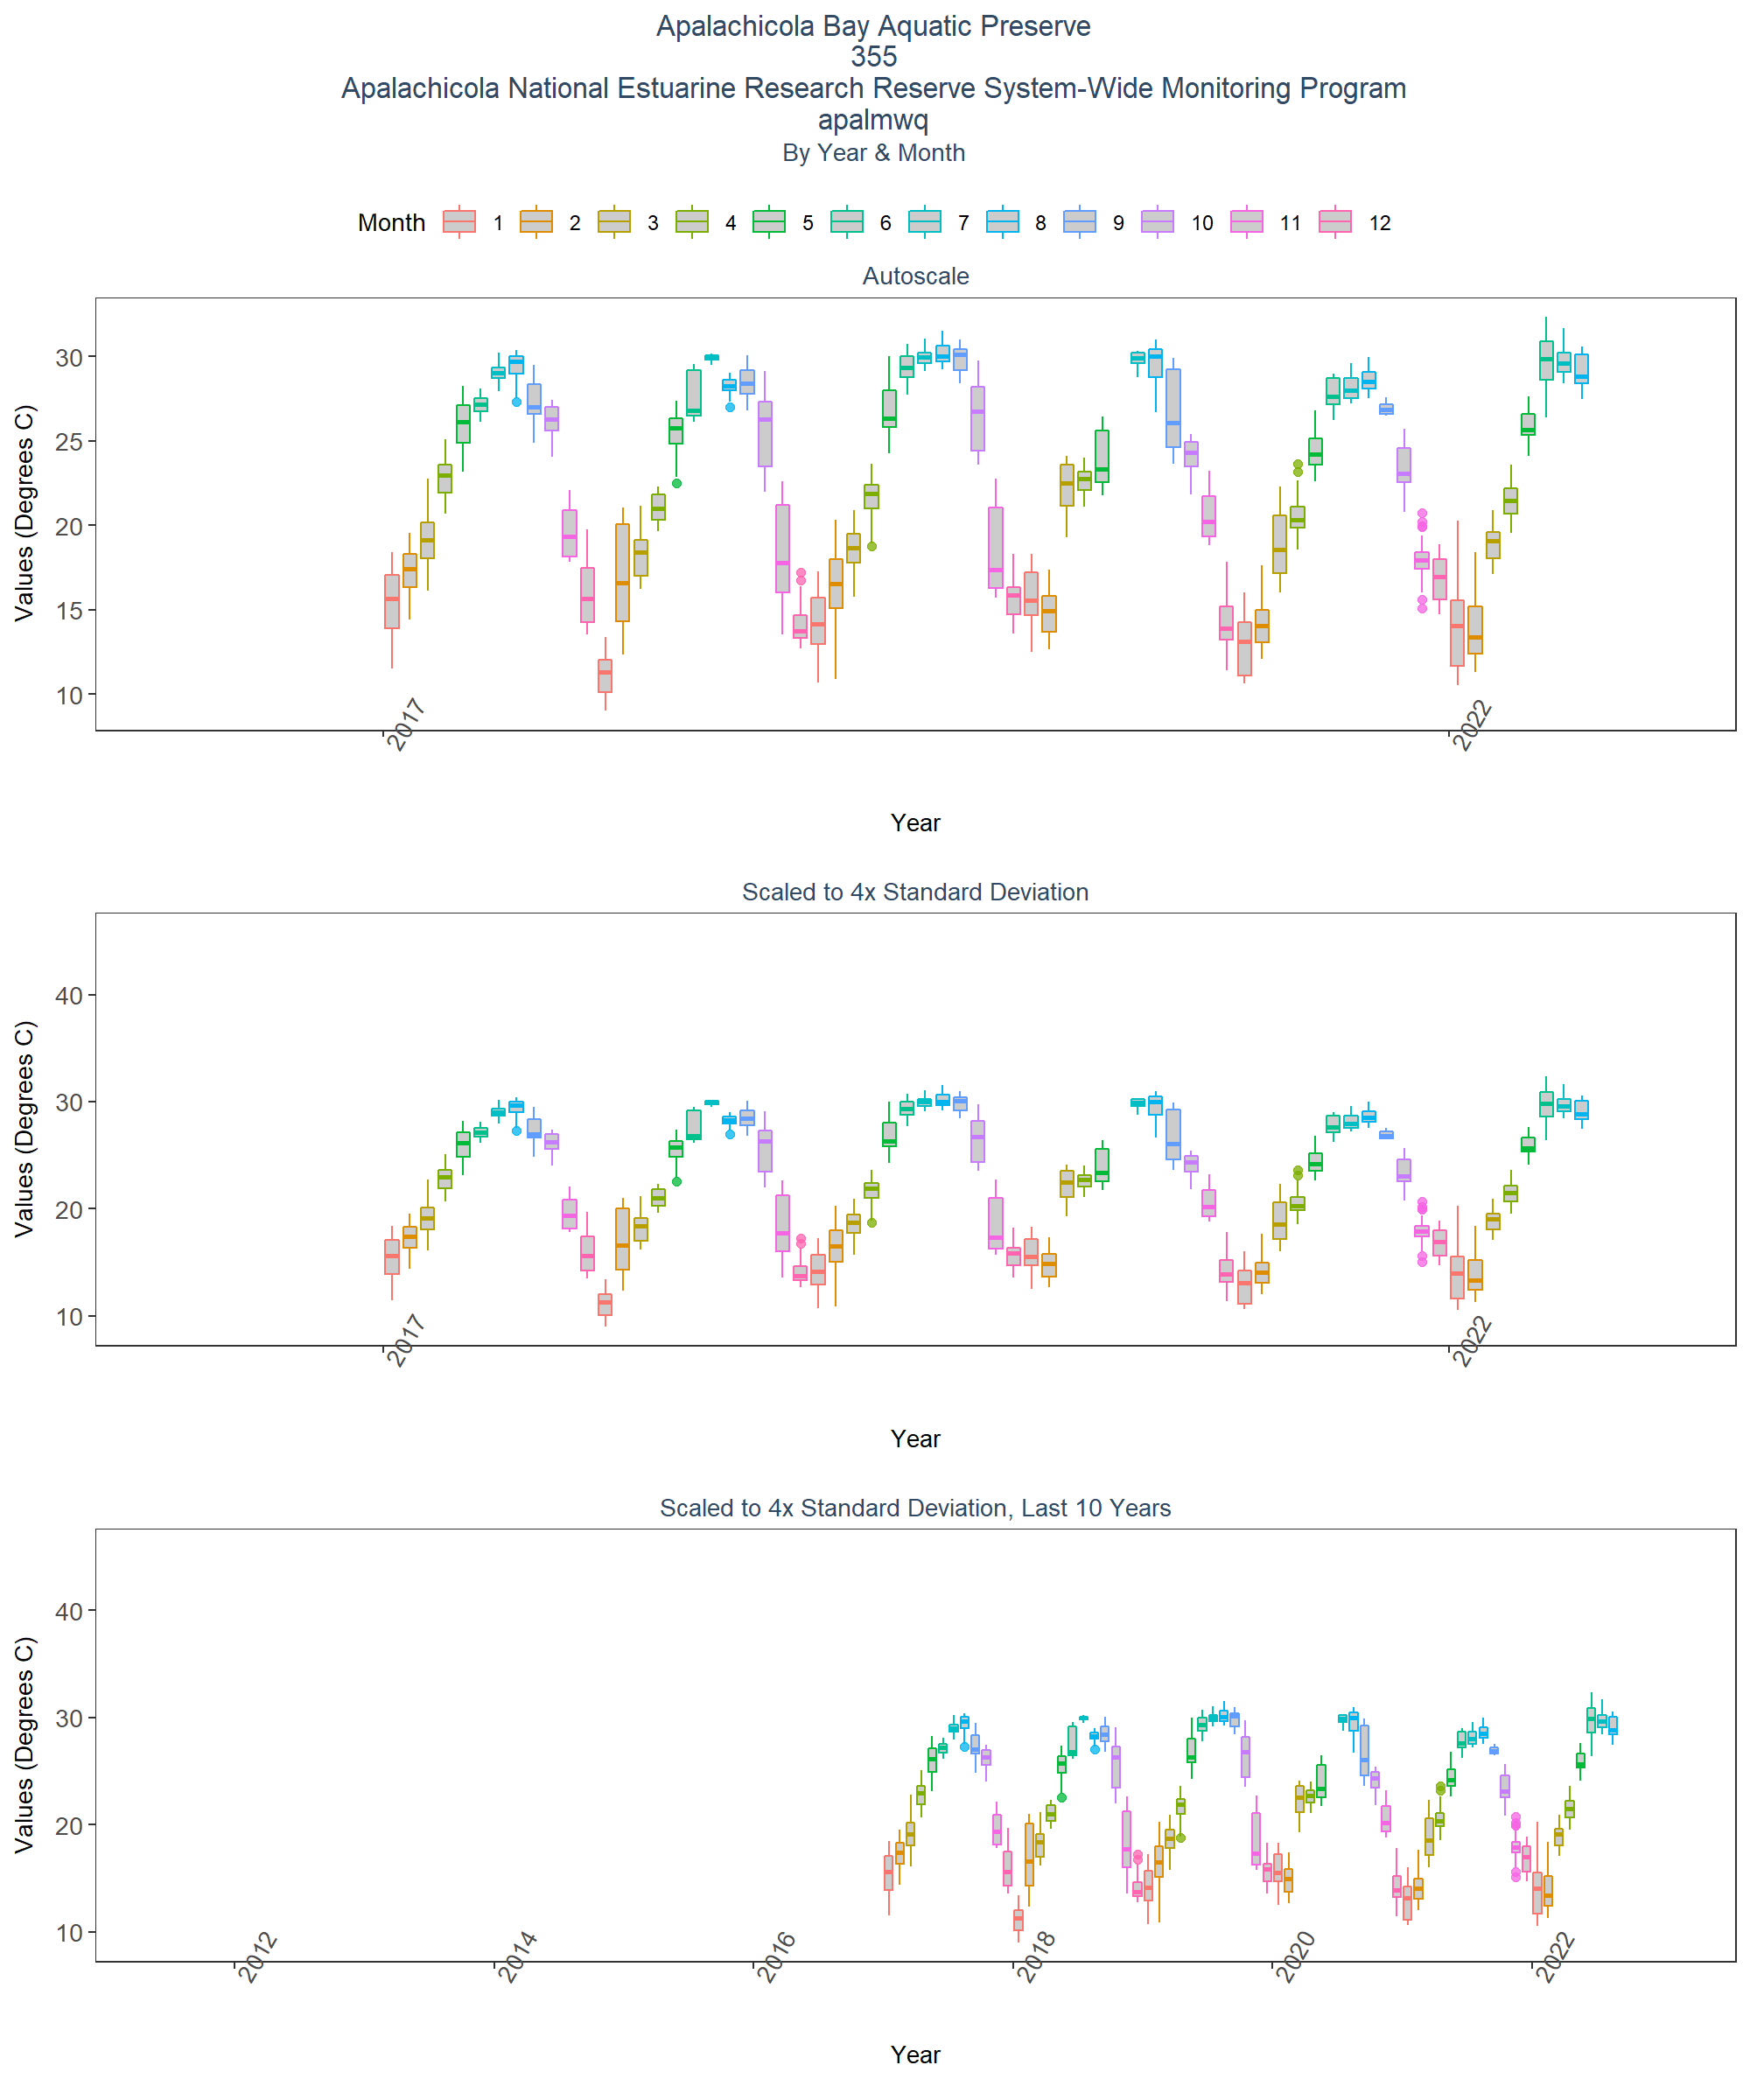 Apalachicola Bay Aquatic Preserve
355
Apalachicola National Estuarine Research Reserve System-Wide Monitoring Program
apalmwq
By Year & Month
Month 1 2 3 4 5 6 7 8 9 10 11 12
Autoscale
Values (Degrees C)
30
25
20
15
10
2017 2022
Year
Scaled to 4x Standard Deviation
Values (Degrees C)
40
30
20
10
2017 2022
Year
Scaled to 4x Standard Deviation, Last 10 Years
Values (Degrees C)
40
30
20
10
2012 2014 2016 2018 2020 2022
Year